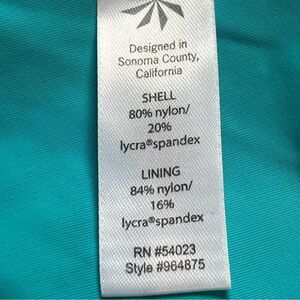 Designed in
Sonoma County,
California
SHELL
80% nylon/
20%
lycra®spandex
LINING
84% nylon/
16%
lycra®spandex
RN #54023
Style #964875